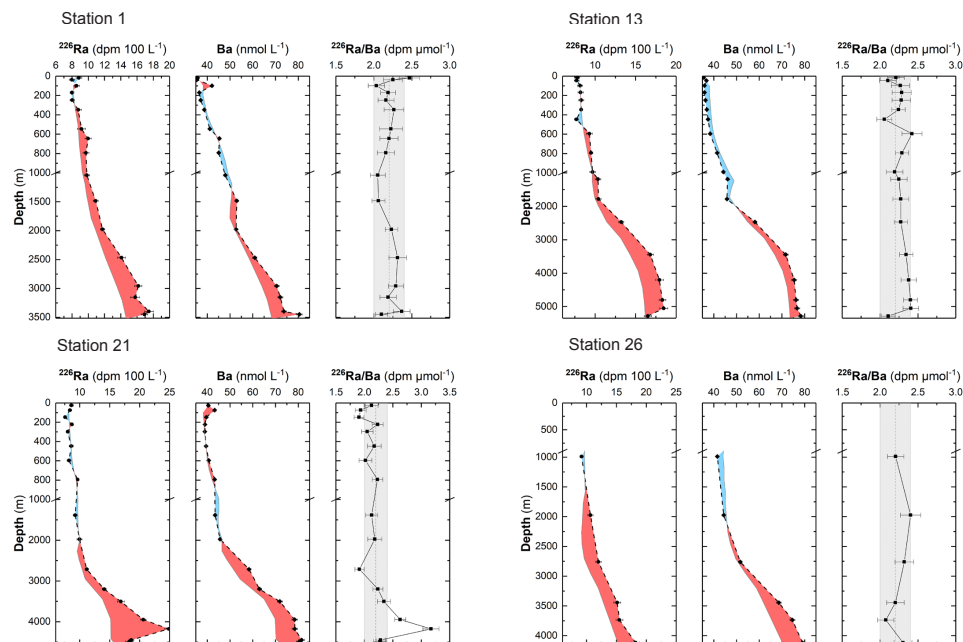 Station 1
²²⁶Ra (dpm 100 L⁻¹) Ba (nmol L⁻¹) ²²⁶Ra/Ba (dpm μmol⁻¹)
6 8 10 12 14 16 18 20 40 50 60 70 80 1.5 2.0 2.5 3.0
0
200
400
600
800
1000
1500
2000
2500
3000
3500
Depth (m)
Station 13
²²⁶Ra (dpm 100 L⁻¹) Ba (nmol L⁻¹) ²²⁶Ra/Ba (dpm μmol⁻¹)
10 15 20 40 50 60 70 80 1.5 2.0 2.5 3.0
0
200
400
600
800
1000
2000
3000
4000
5000
Depth (m)
Station 21
²²⁶Ra (dpm 100 L⁻¹) Ba (nmol L⁻¹) ²²⁶Ra/Ba (dpm μmol⁻¹)
10 15 20 25 40 50 60 70 80 1.5 2.0 2.5 3.0 3.5
0
200
400
600
800
1000
2000
3000
4000
Depth (m)
Station 26
²²⁶Ra (dpm 100 L⁻¹) Ba (nmol L⁻¹) ²²⁶Ra/Ba (dpm μmol⁻¹)
10 15 20 25 40 50 60 70 80 1.5 2.0 2.5 3.0
0
500
1000
1500
2000
2500
3000
3500
4000
Depth (m)